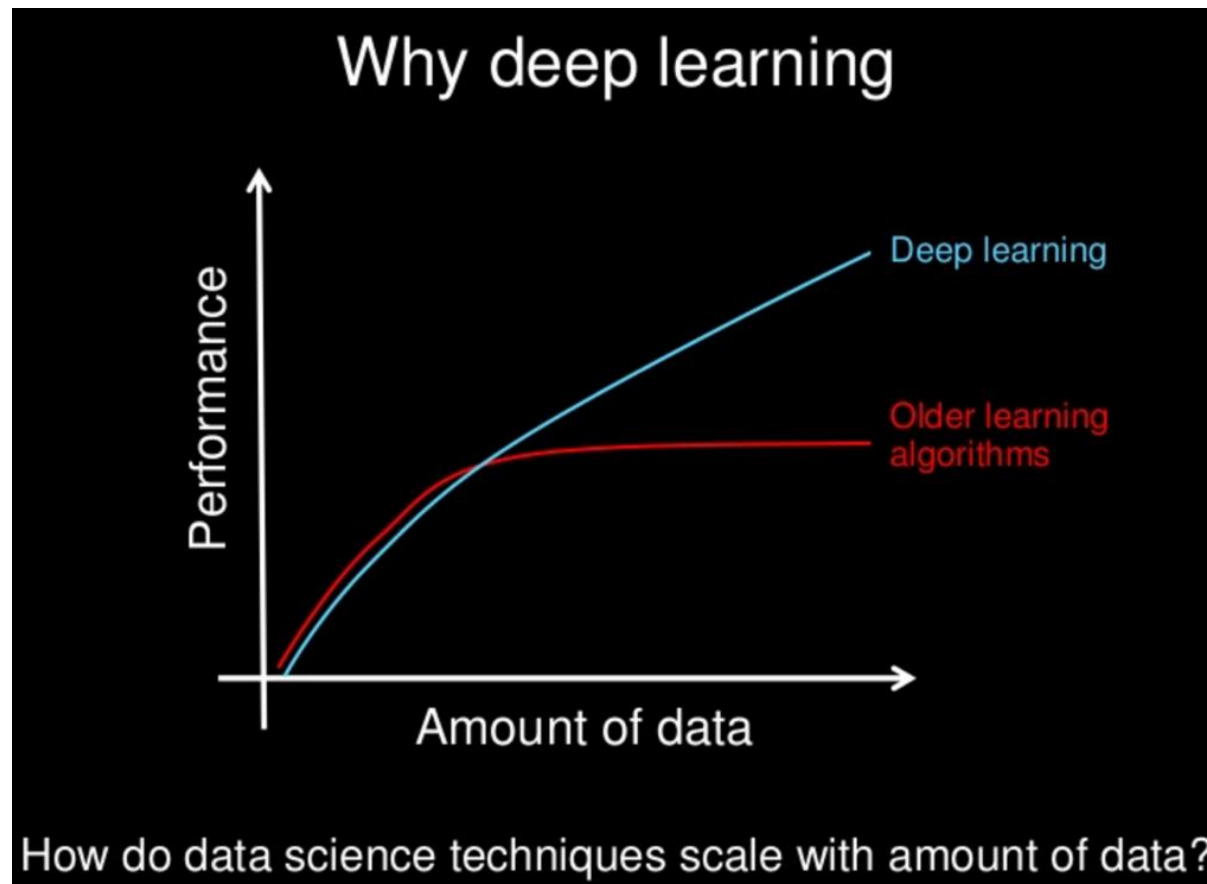 Why deep learning
Performance
Deep learning
Older learning
algorithms
Amount of data
How do data science techniques scale with amount of data?